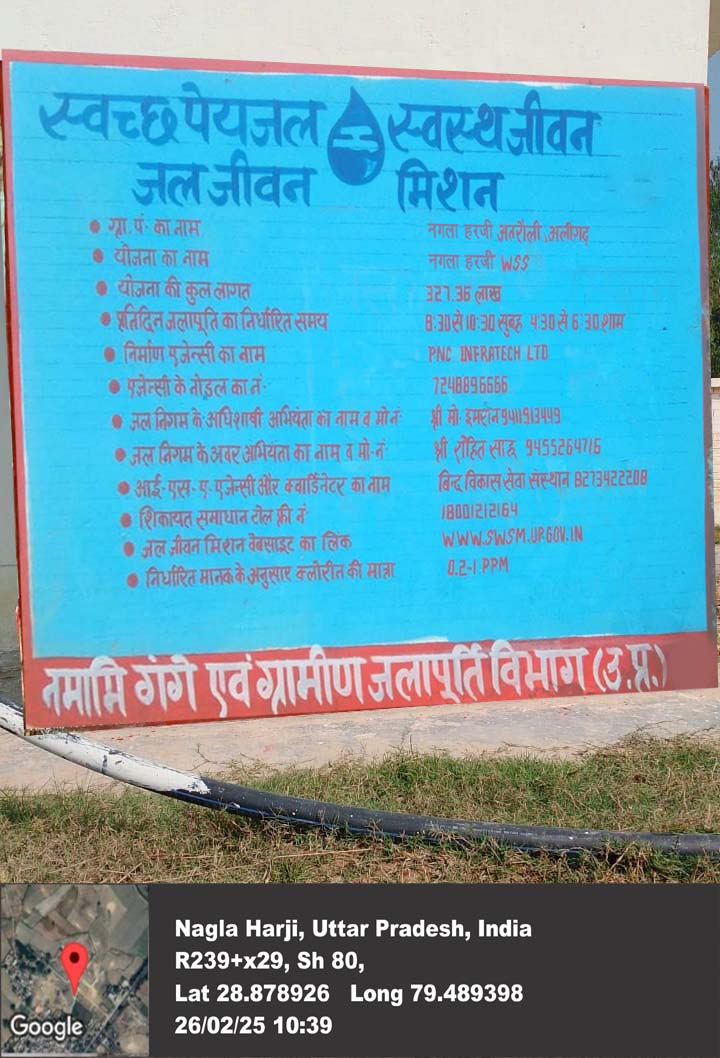 स्वच्छ पेयजल स्वस्थ जीवन
जल जीवन मिशन
• ग्रा.पं. का नाम नगला हरजी अतरौली, अलीगढ़
• योजना का नाम नगला हरजी WSS
• योजना की कुल लागत 327.36 लाख
• प्रतिदिन जलापूर्ति का निर्धारित समय 8:30 से 10:30 सुबह 4:30 से 6:30 शाम
• निर्माण एजेन्सी का नाम PNC INFRATECH LTD
• एजेन्सी के नोडल का नं. 7248896666
• जल निगम के अधिशाषी अभियंता का नाम व मो.नं. श्री मो. इमरान 9411913449
• जल निगम के अवर अभियंता का नाम व मो.नं. श्री रोहित साहू 9455264716
• आई-एस-ए-एजेन्सी और क्वार्डिनेटर का नाम बिन्द विकास सेवा संस्थान 8273422208
• शिकायत समाधान टोल फ्री नं. 18001212164
• जल जीवन मिशन वेबसाइट का लिंक WWW.SWSM.UP.GOV.IN
• निर्धारित मानक के अनुसार क्लोरीन की मात्रा 0.2-1 PPM
नमामि गंगे एवं ग्रामीण जलापूर्ति विभाग (उ.प्र.)
Nagla Harji, Uttar Pradesh, India
R239+x29, Sh 80,
Lat 28.878926 Long 79.489398
26/02/25 10:39
Google